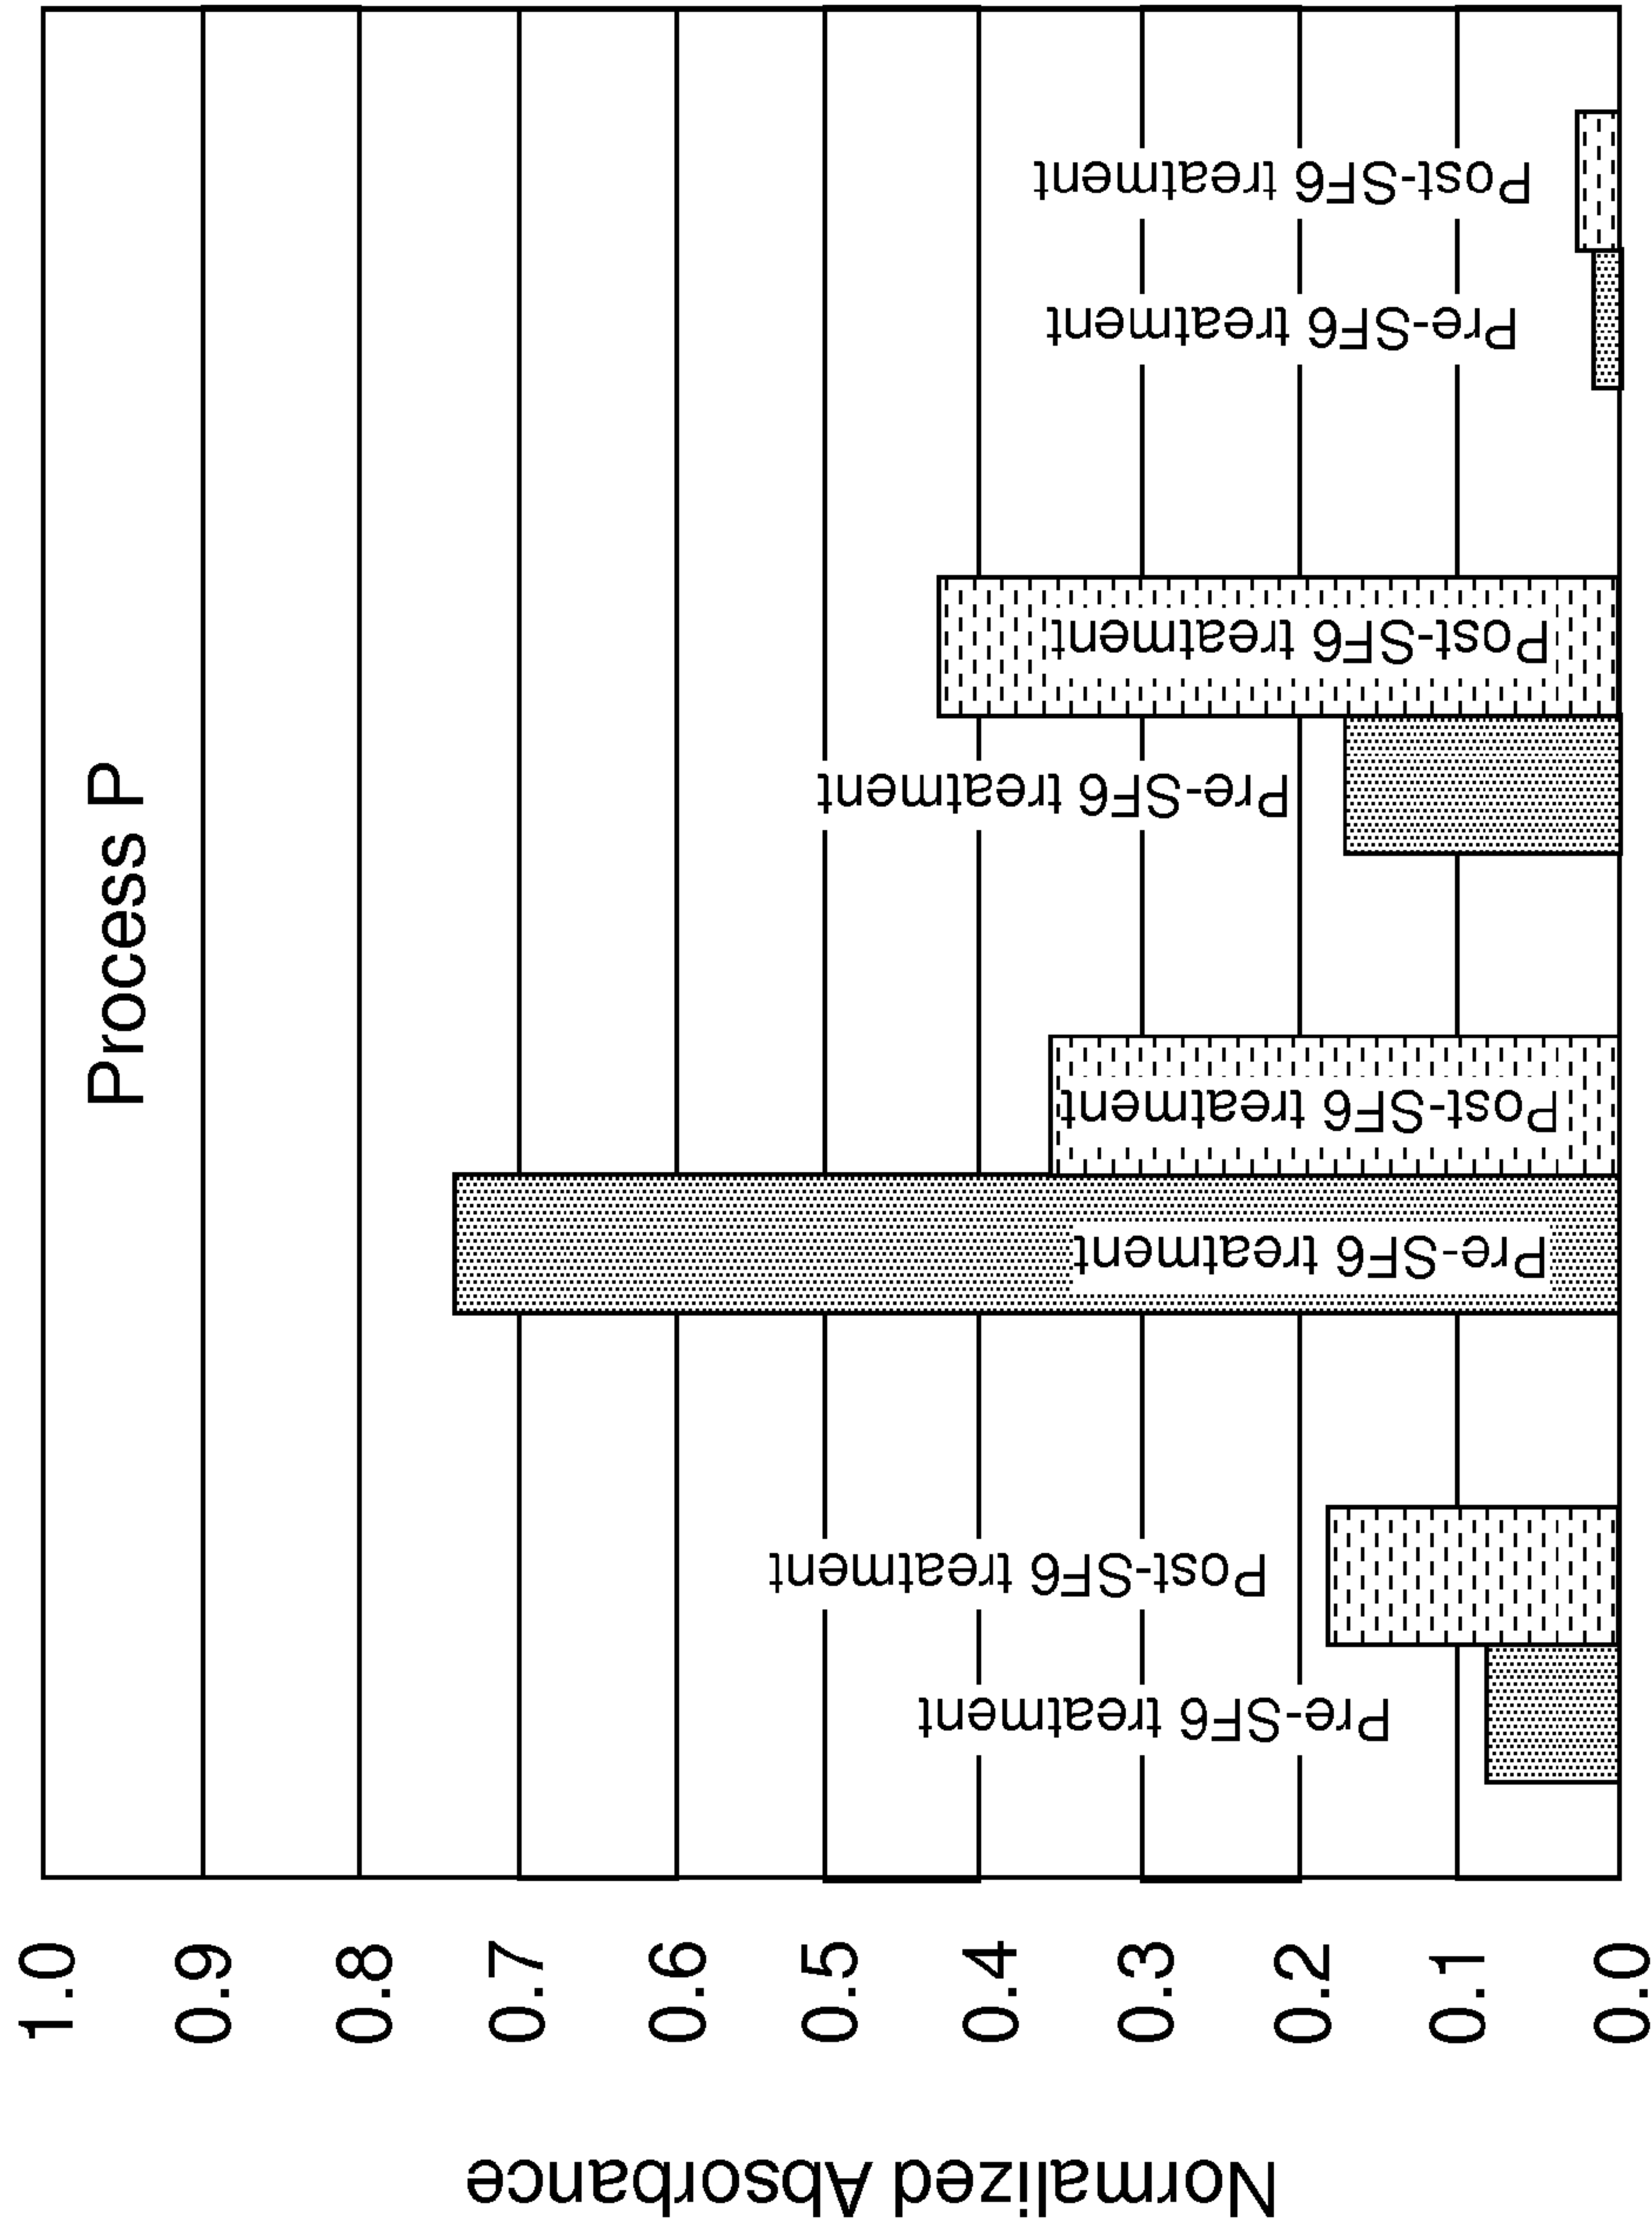 Process P
Normalized Absorbance
1.0
0.9
0.8
0.7
0.6
0.5
0.4
0.3
0.2
0.1
0.0
Pre-SF6 treatment
Post-SF6 treatment
Pre-SF6 treatment
Post-SF6 treatment
Pre-SF6 treatment
Post-SF6 treatment
Pre-SF6 treatment
Post-SF6 treatment